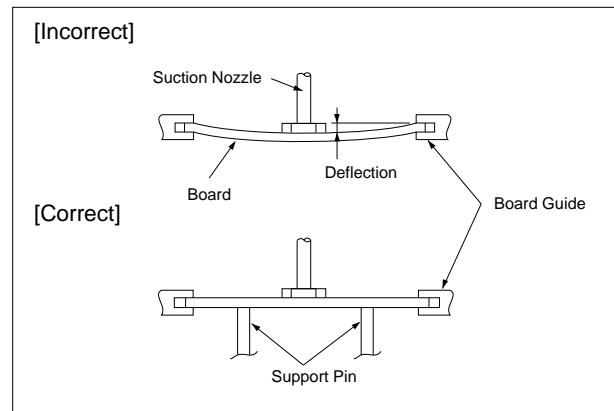 [Incorrect]
Suction Nozzle
Deflection
Board
[Correct]
Board Guide
Support Pin